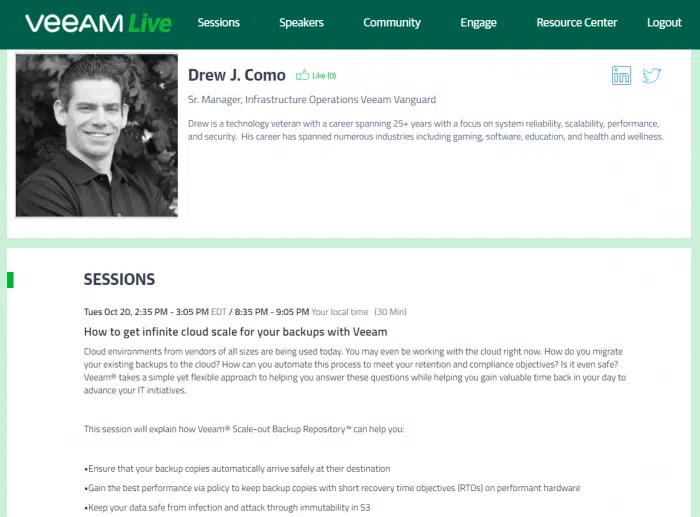 veeam Live
Sessions Speakers Community Engage Resource Center Logout
Drew J. Como Like (0)
Sr. Manager, Infrastructure Operations Veeam Vanguard
Drew is a technology veteran with a career spanning 25+ years with a focus on system reliability, scalability, performance,
and security. His career has spanned numerous industries including gaming, software, education, and health and wellness.
SESSIONS
Tues Oct 20, 2:35 PM - 3:05 PM EDT / 8:35 PM - 9:05 PM Your local time (30 Min)
How to get infinite cloud scale for your backups with Veeam
Cloud environments from vendors of all sizes are being used today. You may even be working with the cloud right now. How do you migrate
your existing backups to the cloud? How can you automate this process to meet your retention and compliance objectives? Is it even safe?
Veeam® takes a simple yet flexible approach to helping you answer these questions while helping you gain valuable time back in your day to
advance your IT initiatives.
This session will explain how Veeam® Scale-out Backup Repository™ can help you:
•Ensure that your backup copies automatically arrive safely at their destination
•Gain the best performance via policy to keep backup copies with short recovery time objectives (RTOs) on performant hardware
•Keep your data safe from infection and attack through immutability in S3